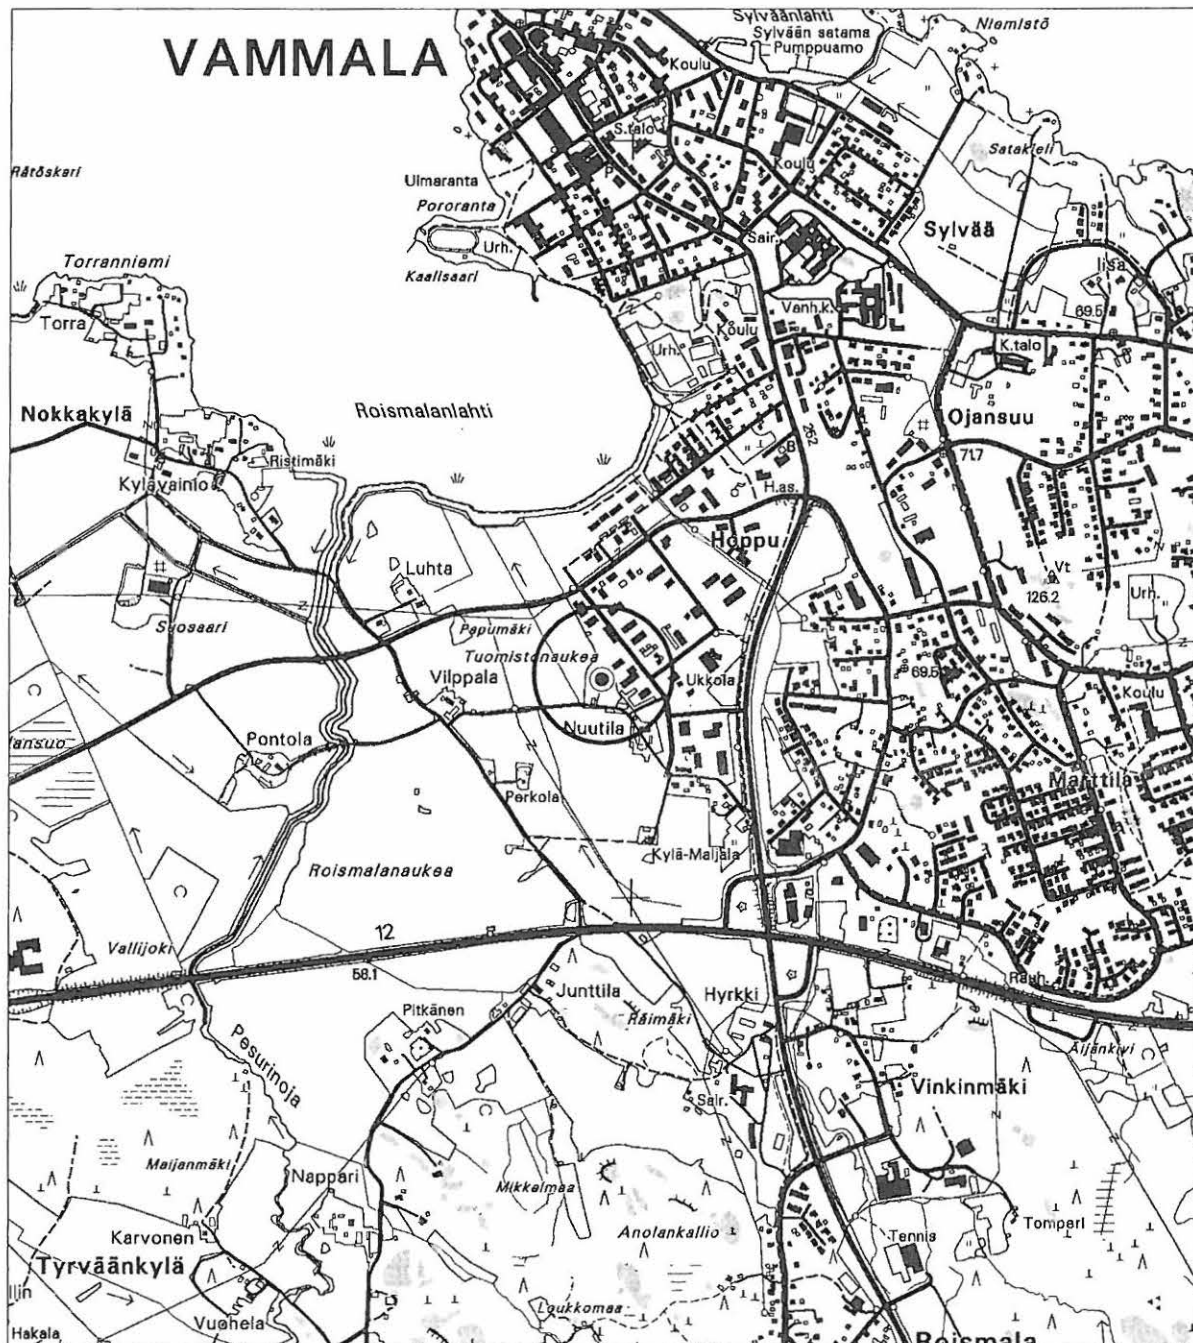 VAMMALA
Sylväänlahti
Sylvään satama
Pumppuamo
Niemistö
Koulu
S.talo
Koulu
Satakieli
Rätöskari
Uimaranta
Pororanta
Urh.
Kaalisaari
P
Sair.
Sylvää
Iisa
69.5
Torranniemi
Torra
Vanh.k.
Koulu
Urh.
K.talo
Nokkakylä
Roismalanlahti
Ojansuu
Ristimäki
Kylävainio
262
B
71.7
H.as.
Hoppu
Luhta
Vt
126.2
Urh.
Suosaari
Papumäki
Tuomistonaukea
Vilppala
Ukkola
69.5
Koulu
Nuutila
Pontola
Perkola
Marttila
Kylä-Maijala
Roismalanaukea
12
Vallijoki
58.1
Junttila
Hyrkki
Rauh.
Pitkänen
Räimäki
Äijänkivi
Pesurinoja
Vinkinmäki
Sair.
Maijanmäki
Nappari
Mikkelmaa
Karvonen
Anolankallio
Tomperi
Tennis
Tyrväänkylä
Vuohela
Loukkomaa
Hakala
Roismala